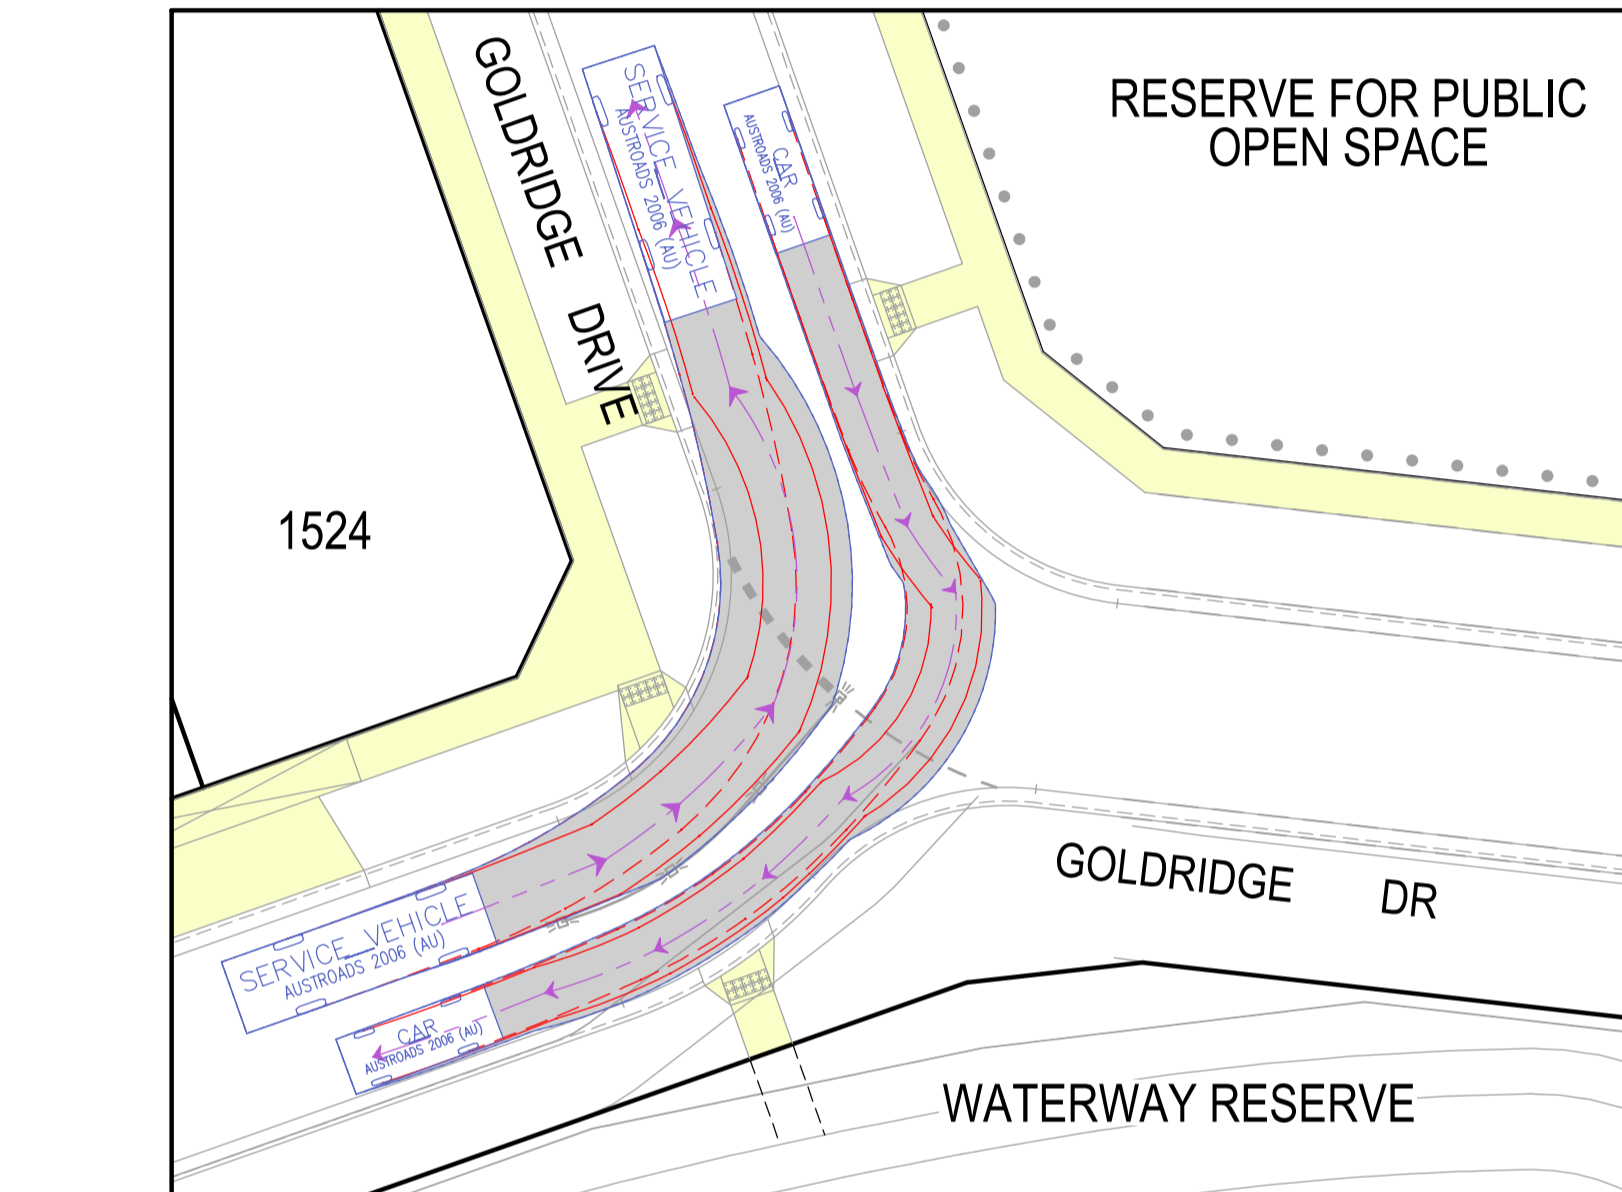 GOLDRIDGE DRIVE
SERVICE VEHICLE
AUSTROADS 2006 (AU)
CAR
AUSTROADS 2006 (AU)
RESERVE FOR PUBLIC
OPEN SPACE
1524
GOLDRIDGE DR
SERVICE VEHICLE
AUSTROADS 2006 (AU)
CAR
AUSTROADS 2006 (AU)
WATERWAY RESERVE